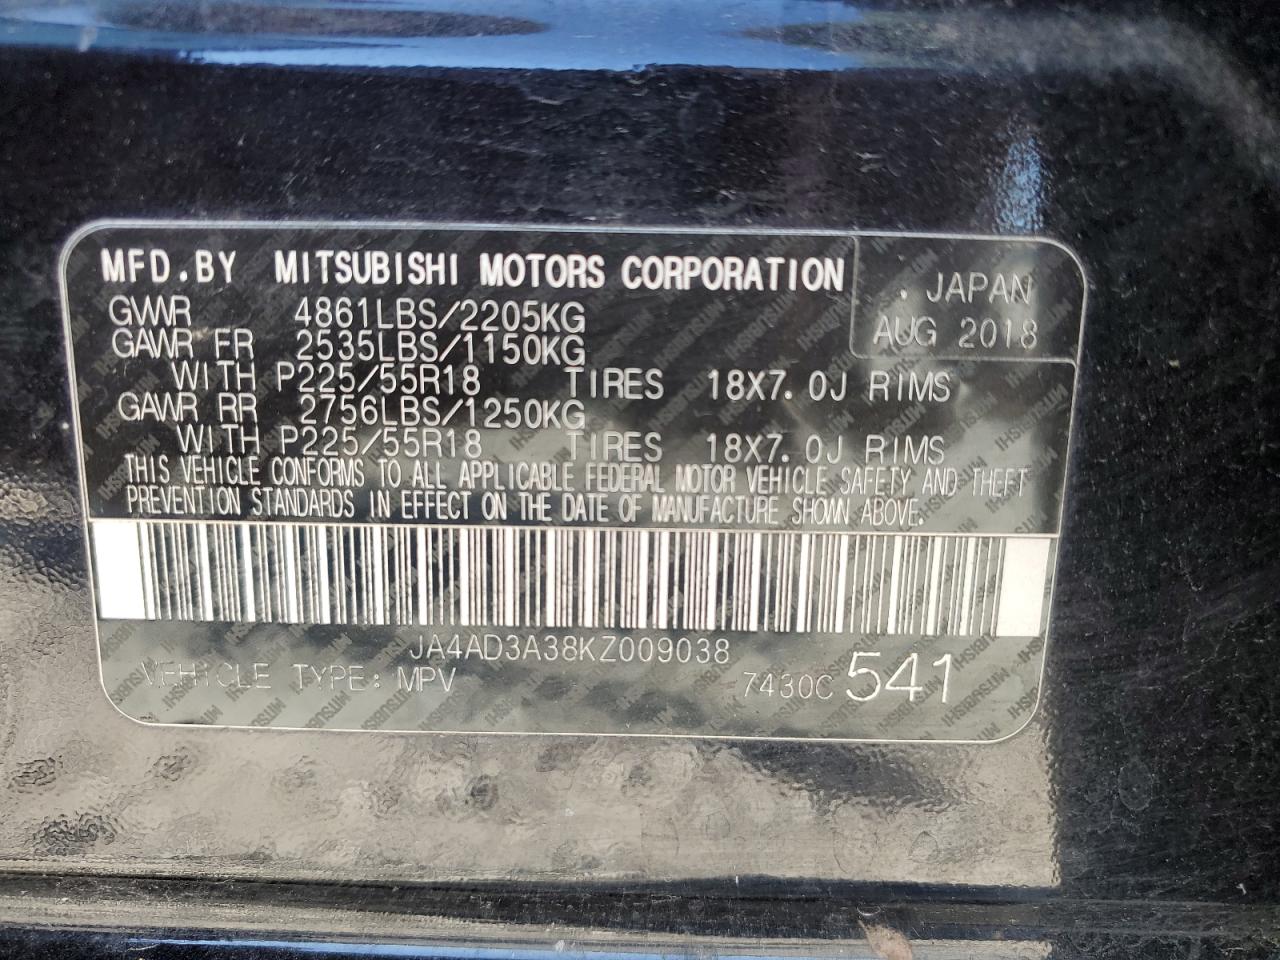 MFD.BY MITSUBISHI MOTORS CORPORATION
. JAPAN
AUG 2018
GVWR 4861LBS/2205KG
GAWR FR 2535LBS/1150KG
WITH P225/55R18 TIRES 18X7.0J RIMS
GAWR RR 2756LBS/1250KG
WITH P225/55R18 TIRES 18X7.0J RIMS
THIS VEHICLE CONFORMS TO ALL APPLICABLE FEDERAL MOTOR VEHICLE SAFETY AND THEFT
PREVENTION STANDARDS IN EFFECT ON THE DATE OF MANUFACTURE SHOWN ABOVE.
JA4AD3A38KZ009038
VEHICLE TYPE: MPV 7430C 541